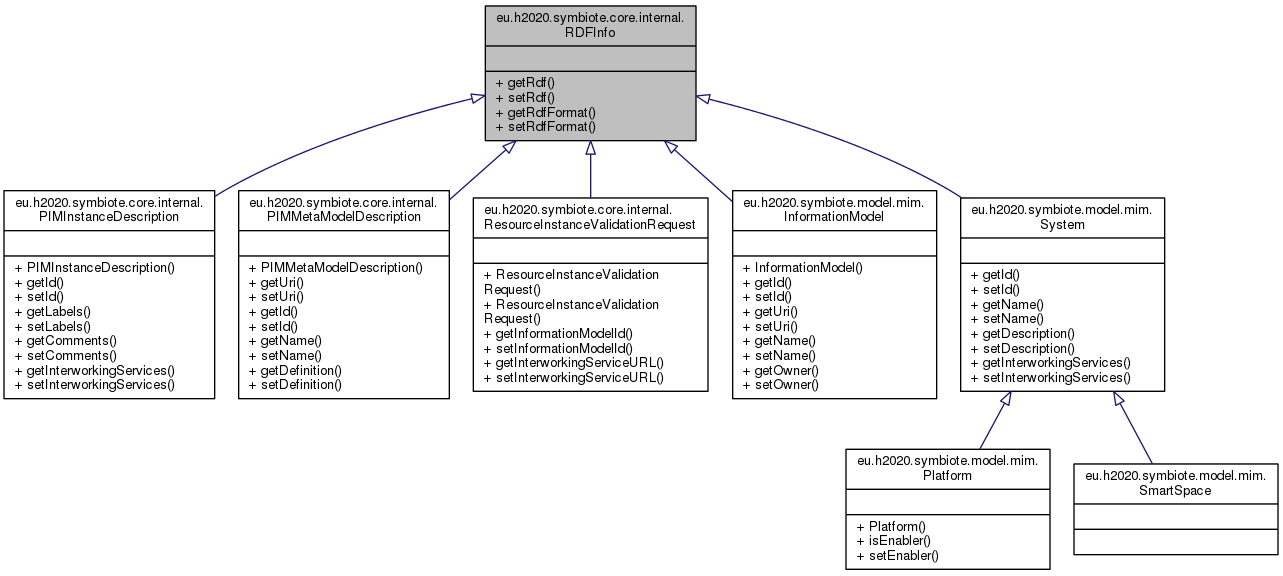 eu.h2020.symbiote.core.internal.
RDFInfo
+ getRdf()
+ setRdf()
+ getRdfFormat()
+ setRdfFormat()
eu.h2020.symbiote.core.internal.
PIMInstanceDescription
+ PIMInstanceDescription()
+ getId()
+ setId()
+ getLabels()
+ setLabels()
+ getComments()
+ setComments()
+ getInterworkingServices()
+ setInterworkingServices()
eu.h2020.symbiote.core.internal.
PIMMetaModelDescription
+ PIMMetaModelDescription()
+ getUri()
+ setUri()
+ getId()
+ setId()
+ getName()
+ setName()
+ getDefinition()
+ setDefinition()
eu.h2020.symbiote.core.internal.
ResourceInstanceValidationRequest
+ ResourceInstanceValidation
Request()
+ ResourceInstanceValidation
Request()
+ getInformationModelId()
+ setInformationModelId()
+ getInterworkingServiceURL()
+ setInterworkingServiceURL()
eu.h2020.symbiote.model.mim.
InformationModel
+ InformationModel()
+ getId()
+ setId()
+ getUri()
+ setUri()
+ getName()
+ setName()
+ getOwner()
+ setOwner()
eu.h2020.symbiote.model.mim.
System
+ getId()
+ setId()
+ getName()
+ setName()
+ getDescription()
+ setDescription()
+ getInterworkingServices()
+ setInterworkingServices()
eu.h2020.symbiote.model.mim.
Platform
+ Platform()
+ isEnabler()
+ setEnabler()
eu.h2020.symbiote.model.mim.
SmartSpace